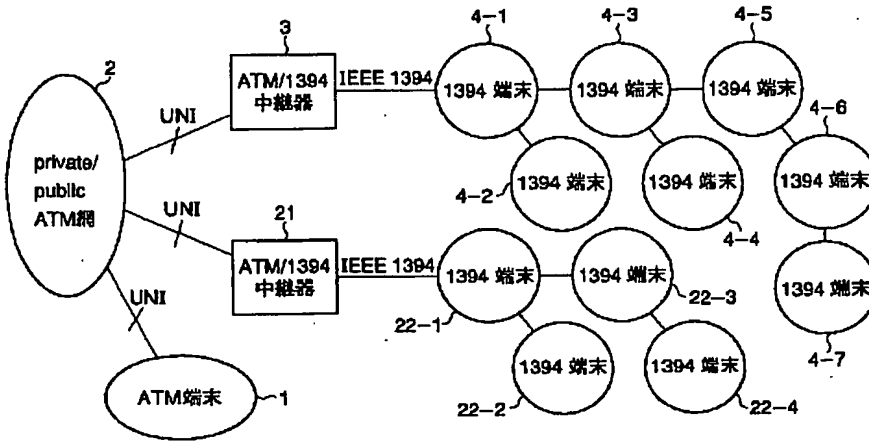 2
private/
public
ATM網
UNI
UNI
UNI
3
ATM/1394
中継器
IEEE 1394
21
ATM/1394
中継器
IEEE 1394
ATM端末
1
4-1
4-3
4-5
1394 端末
1394 端末
1394 端末
4-6
1394 端末
1394 端末
1394 端末
4-2
4-4
1394 端末
1394 端末
1394 端末
22-1
22-3
4-7
1394 端末
1394 端末
22-2
22-4